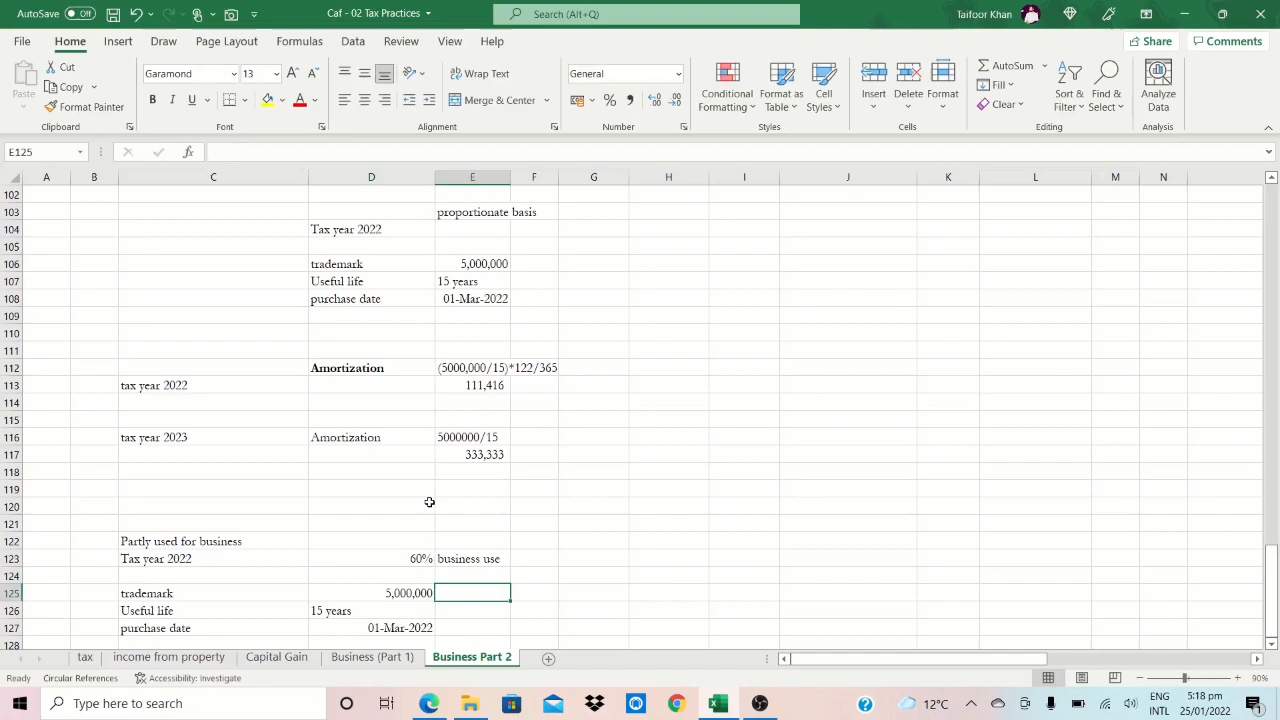 AutoSave Off Caf - 02 Tax Practices Search (Alt+Q) Taifoor Khan
File Home Insert Draw Page Layout Formulas Data Review View Help Share Comments
Paste Cut Copy Format Painter
Garamond 13 B I U A
Wrap Text Merge & Center
General % ,
Conditional Formatting Format as Table Cell Styles
Insert Delete Format
AutoSum Fill Clear
Sort & Filter Find & Select Analyze Data
Clipboard Font Alignment Number Styles Cells Editing Analysis
E125 fx
A B C D E F G H I J K L M N
102
103 proportionate basis
104 Tax year 2022
105
106 trademark 5,000,000
107 Useful life 15 years
108 purchase date 01-Mar-2022
109
110
111
112 Amortization (5000,000/15)*122/365
113 tax year 2022 111,416
114
115
116 tax year 2023 Amortization 5000000/15
117 333,333
118
119
120
121
122 Partly used for business
123 Tax year 2022 60% business use
124
125 trademark 5,000,000
126 Useful life 15 years
127 purchase date 01-Mar-2022
128
tax income from property Capital Gain Business (Part 1) Business Part 2
Ready Circular References Accessibility: Investigate 90%
Type here to search 12°C ENG INTL 5:18 pm 25/01/2022 1